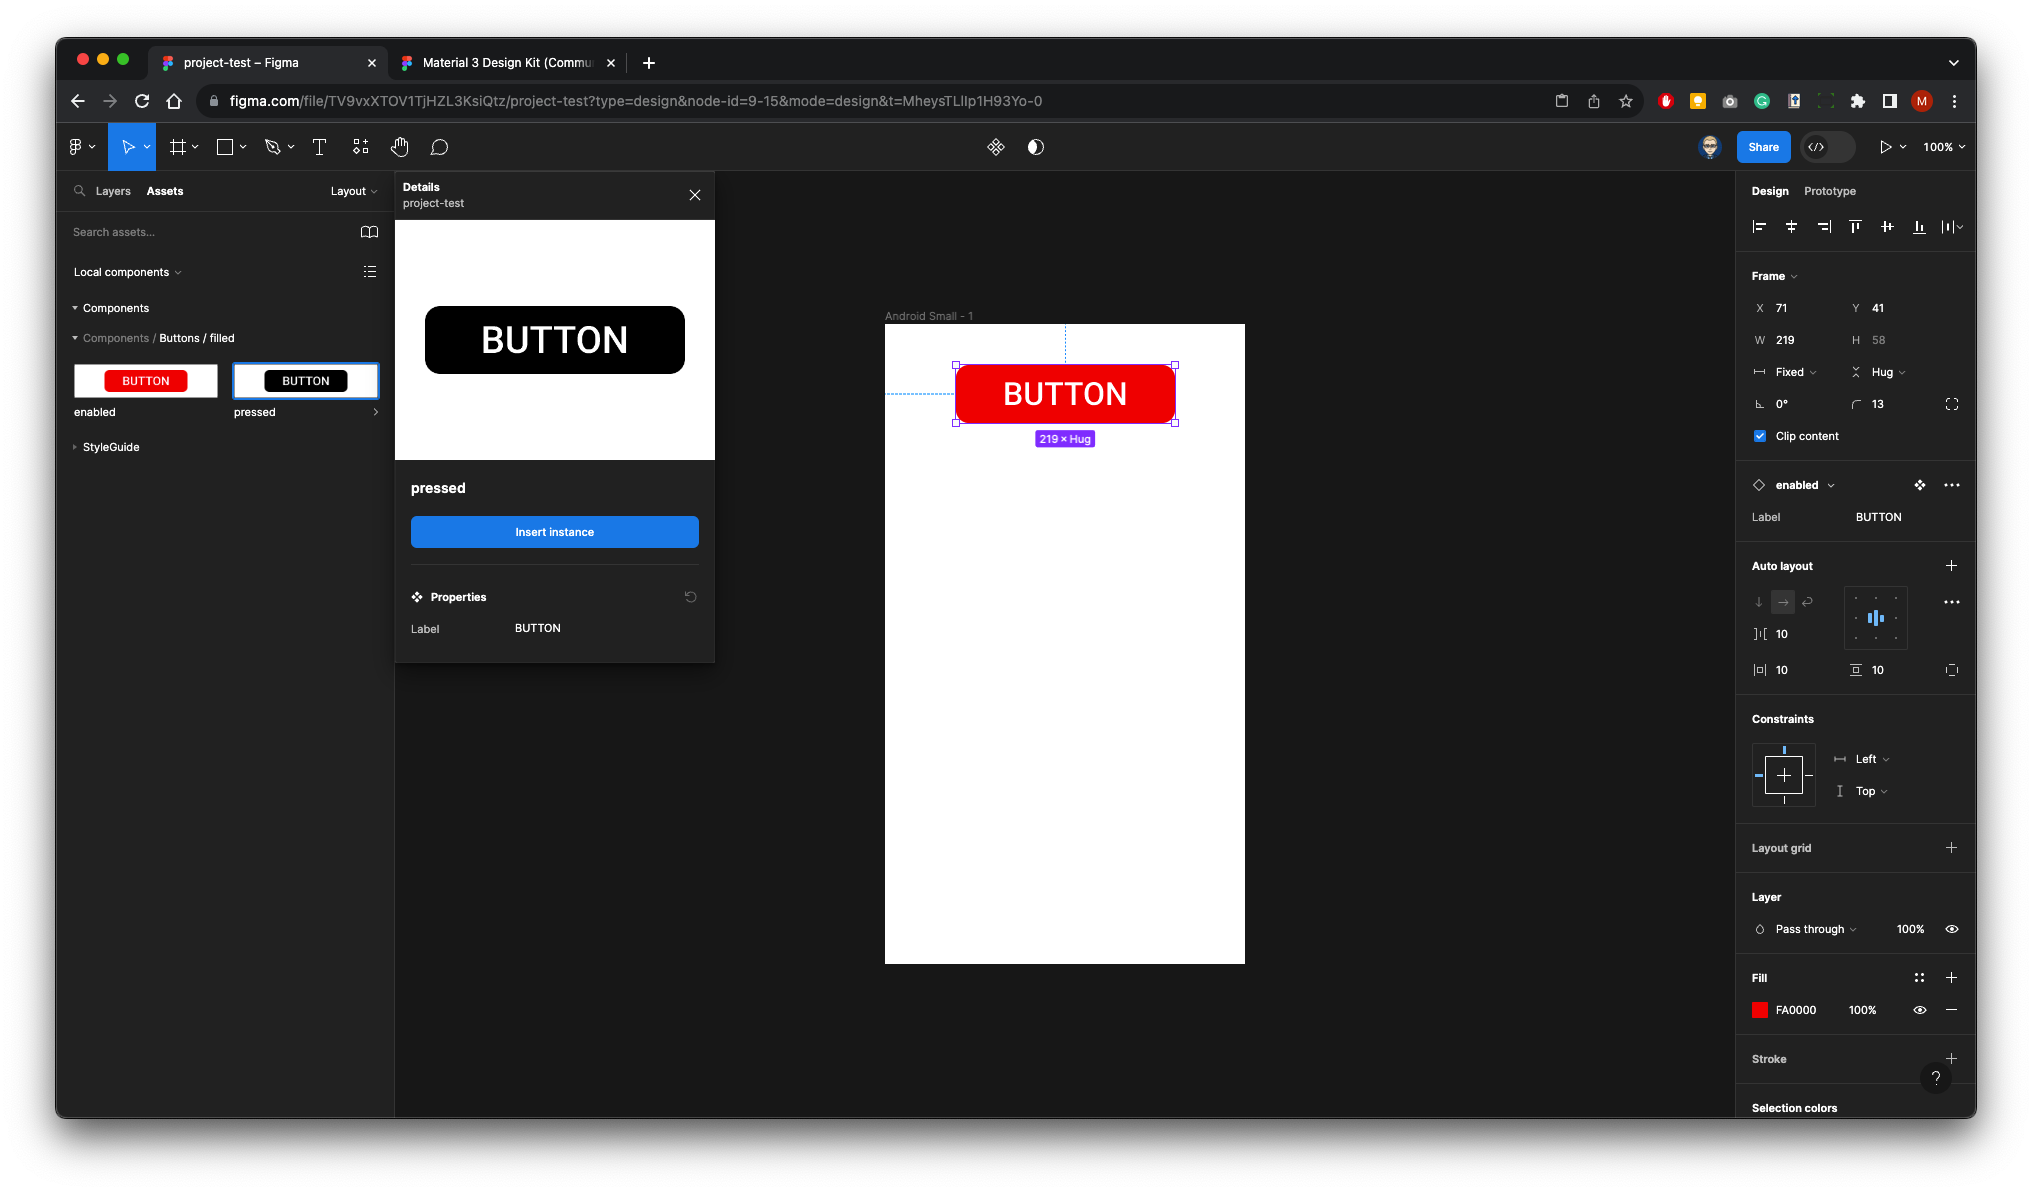 project-test – Figma
Material 3 Design Kit (Commu
figma.com/file/TV9vxXTOV1TjHZL3KsiQtz/project-test?type=design&node-id=9-15&mode=design&t=MheysTLlIp1H93Yo-0
M
Share
100%
Layers
Assets
Layout
Search assets...
Local components
Components
Components / Buttons / filled
BUTTON
BUTTON
enabled
pressed
StyleGuide
Details
project-test
BUTTON
pressed
Insert instance
Properties
Label
BUTTON
Android Small - 1
BUTTON
219 × Hug
Design
Prototype
Frame
X 71
Y 41
W 219
H 58
Fixed
Hug
0°
13
Clip content
enabled
Label
BUTTON
Auto layout
10
10
10
Constraints
Left
Top
Layout grid
Layer
Pass through
100%
Fill
FA0000
100%
Stroke
?
Selection colors